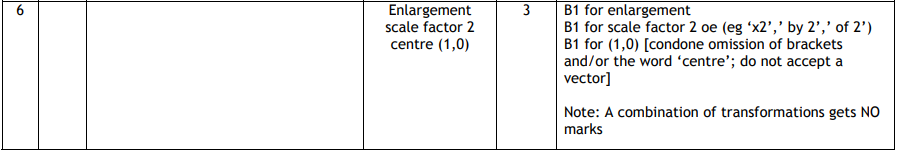 6
Enlargement
scale factor 2
centre (1,0)
3
B1 for enlargement
B1 for scale factor 2 oe (eg ‘x2’,’ by 2’,’ of 2’)
B1 for (1,0) [condone omission of brackets
and/or the word ‘centre’; do not accept a
vector]
Note: A combination of transformations gets NO
marks